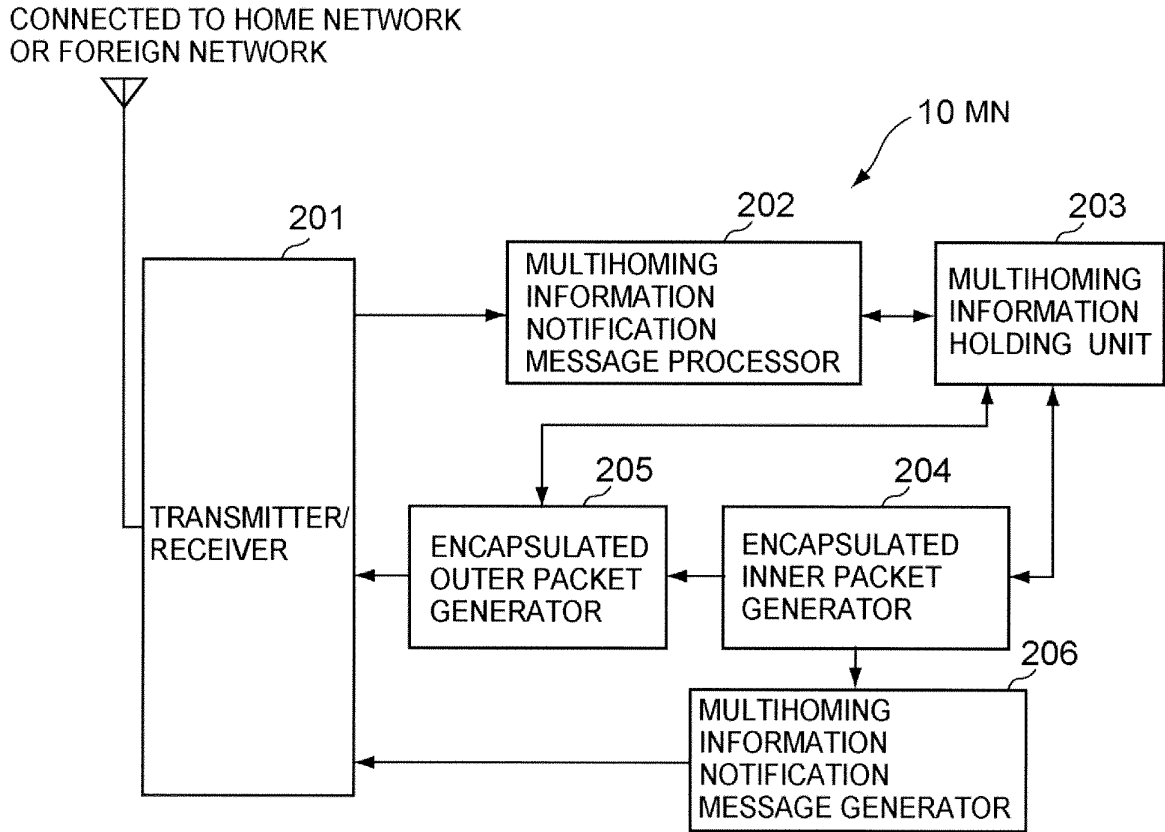 CONNECTED TO HOME NETWORK
OR FOREIGN NETWORK
10 MN
201
202
203
TRANSMITTER/
RECEIVER
MULTIHOMING
INFORMATION
NOTIFICATION
MESSAGE PROCESSOR
MULTIHOMING
INFORMATION
HOLDING UNIT
205
204
ENCAPSULATED
OUTER PACKET
GENERATOR
ENCAPSULATED
INNER PACKET
GENERATOR
206
MULTIHOMING
INFORMATION
NOTIFICATION
MESSAGE GENERATOR